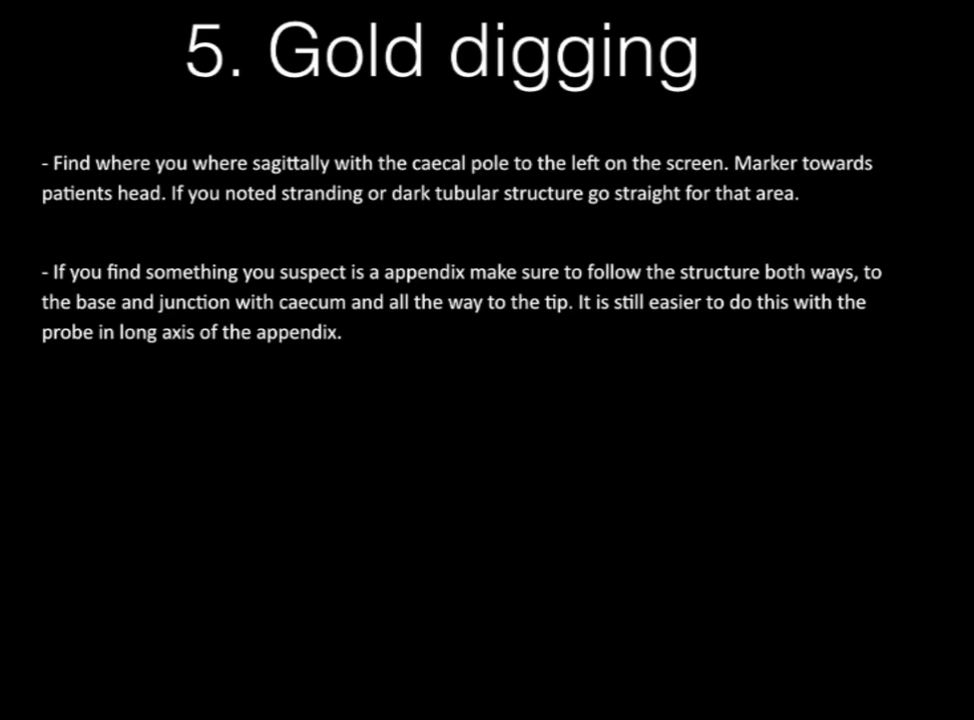 5. Gold digging
- Find where you where sagittally with the caecal pole to the left on the screen. Marker towards
patients head. If you noted stranding or dark tubular structure go straight for that area.
- If you find something you suspect is a appendix make sure to follow the structure both ways, to
the base and junction with caecum and all the way to the tip. It is still easier to do this with the
probe in long axis of the appendix.